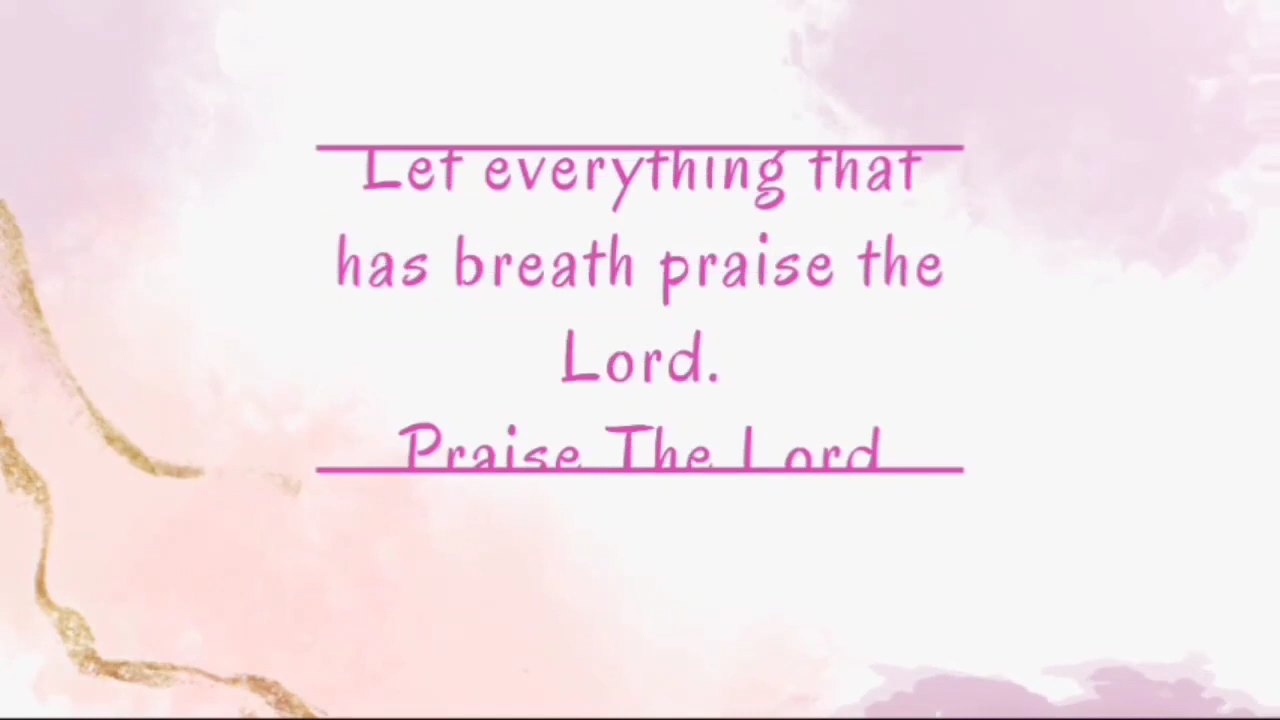 Let everything that
has breath praise the
Lord.
Praise The Lord